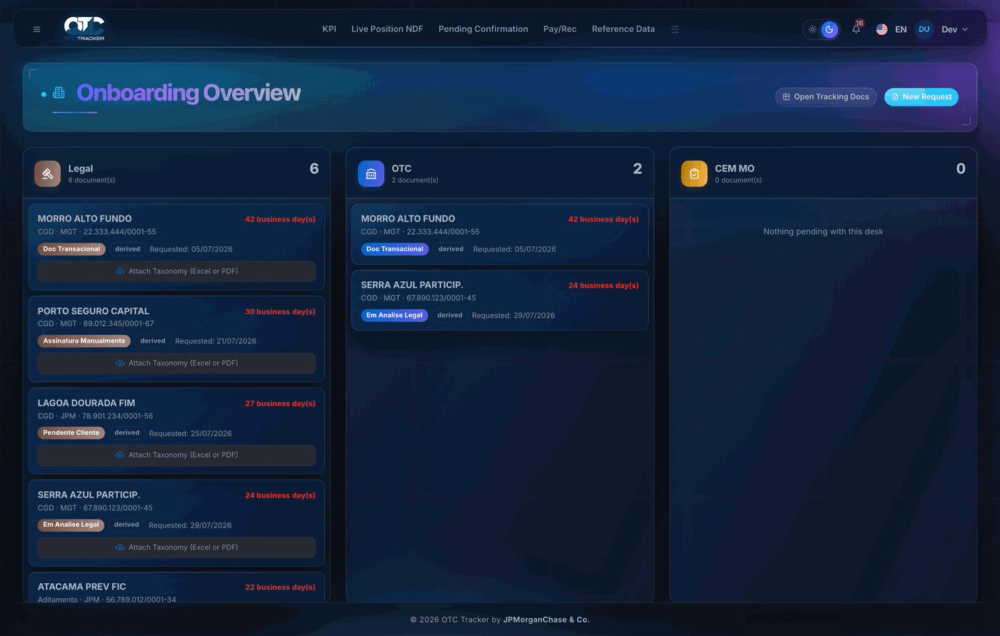 OTC
OTC TRACKER
KPI
Live Position NDF
Pending Confirmation
Pay/Rec
Reference Data
16
EN
DU
Dev
Onboarding Overview
Open Tracking Docs
New Request
Legal
6 document(s)
6
MORRO ALTO FUNDO
42 business day(s)
CGD · MGT · 22.333.444/0001-55
Doc Transacional derived Requested: 05/07/2026
Attach Taxonomy (Excel or PDF)
PORTO SEGURO CAPITAL
30 business day(s)
CGD · MGT · 89.012.345/0001-67
Assinatura Manualmente derived Requested: 21/07/2026
Attach Taxonomy (Excel or PDF)
LAGOA DOURADA FIM
27 business day(s)
CGD · JPM · 78.901.234/0001-56
Pendente Cliente derived Requested: 25/07/2026
Attach Taxonomy (Excel or PDF)
SERRA AZUL PARTICIP.
24 business day(s)
CGD · MGT · 67.890.123/0001-45
Em Analise Legal derived Requested: 29/07/2026
Attach Taxonomy (Excel or PDF)
ATACAMA PREV FIC
22 business day(s)
Aditamento · JPM · 56.789.012/0001-34
OTC
2 document(s)
2
MORRO ALTO FUNDO
42 business day(s)
CGD · MGT · 22.333.444/0001-55
Doc Transacional derived Requested: 05/07/2026
SERRA AZUL PARTICIP.
24 business day(s)
CGD · MGT · 67.890.123/0001-45
Em Analise Legal derived Requested: 29/07/2026
CEM MO
0 document(s)
0
Nothing pending with this desk
© 2026 OTC Tracker by JPMorganChase & Co.